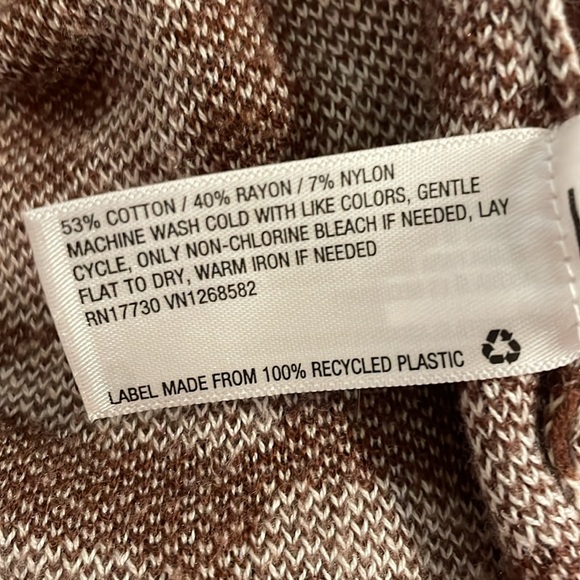 53% COTTON / 40% RAYON / 7% NYLON
MACHINE WASH COLD WITH LIKE COLORS, GENTLE
CYCLE, ONLY NON-CHLORINE BLEACH IF NEEDED, LAY
FLAT TO DRY, WARM IRON IF NEEDED
RN17730 VN1268582
LABEL MADE FROM 100% RECYCLED PLASTIC